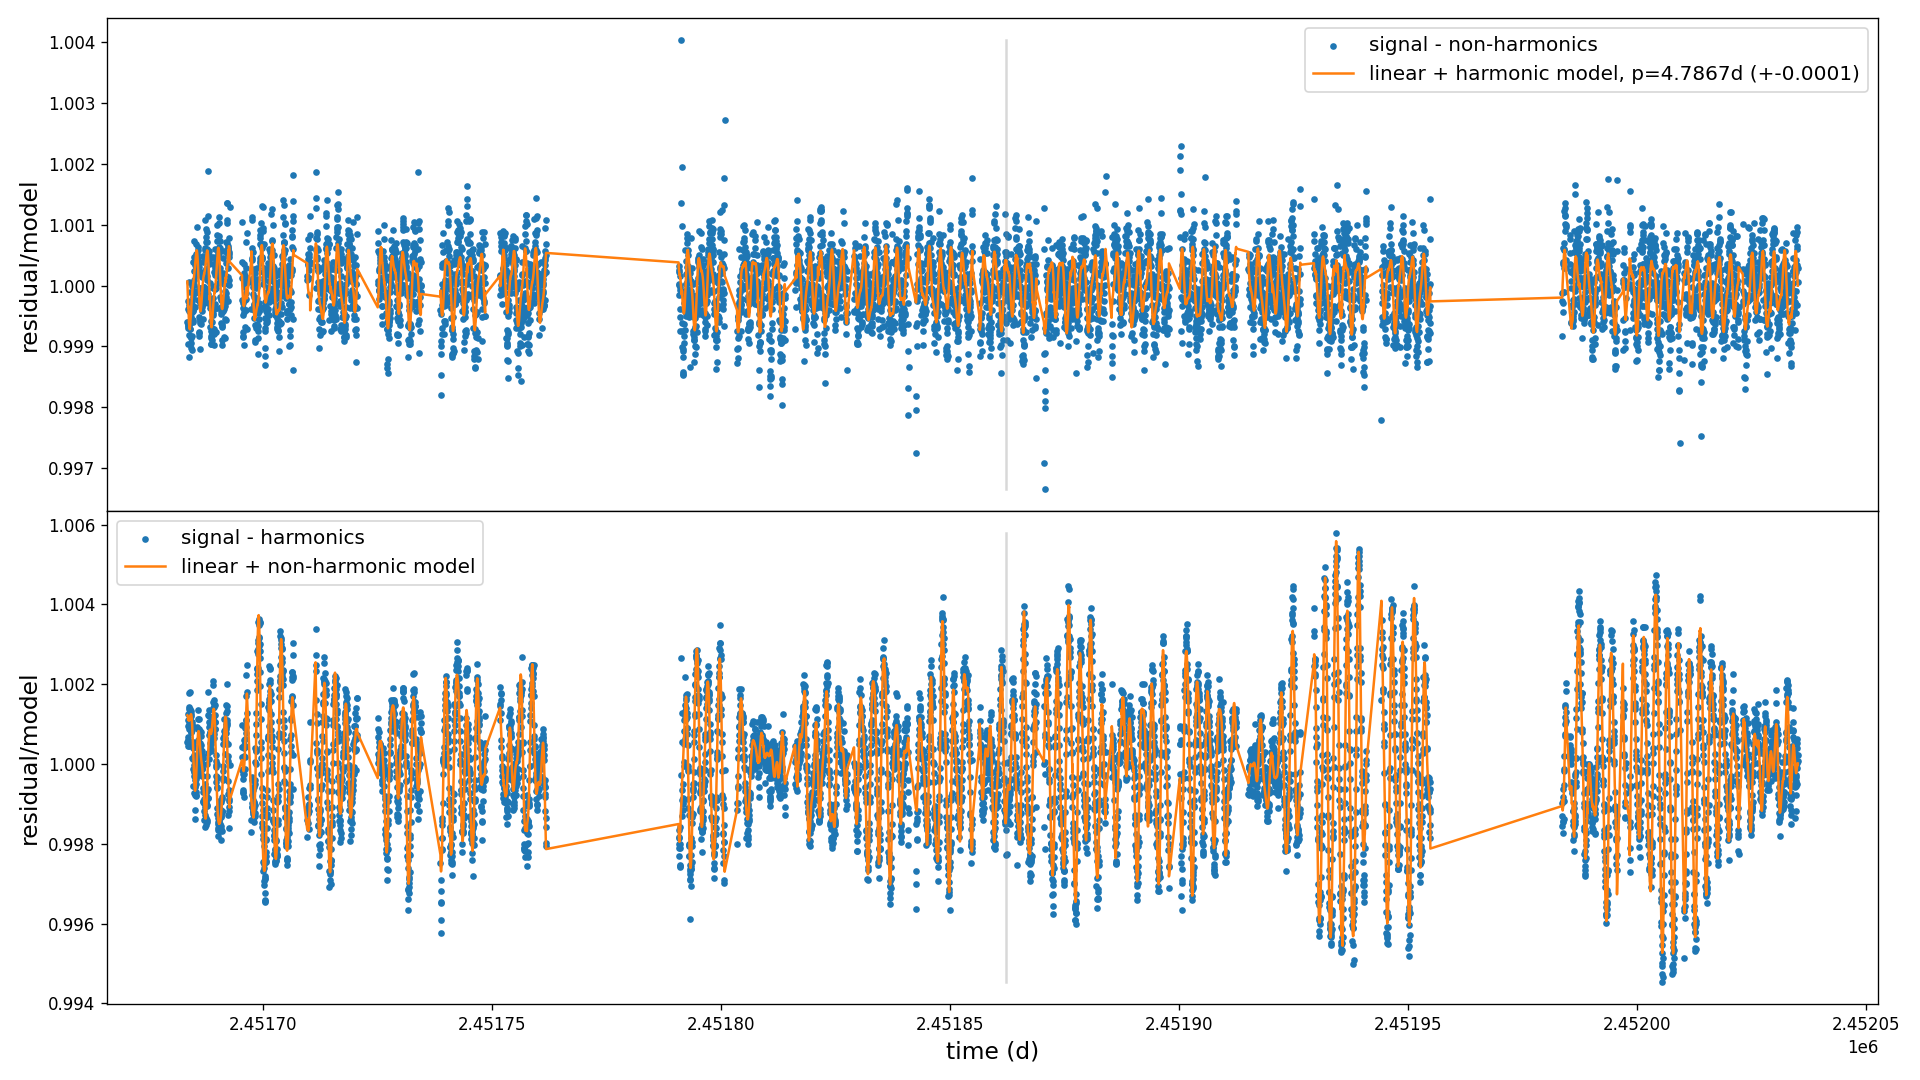 1.004
1.003
1.002
1.001
1.000
0.999
0.998
0.997
residual/model
signal - non-harmonics
linear + harmonic model, p=4.7867d (+-0.0001)
1.006
1.004
1.002
1.000
0.998
0.996
0.994
residual/model
signal - harmonics
linear + non-harmonic model
2.45170
2.45175
2.45180
2.45185
2.45190
2.45195
2.45200
2.45205
1e6
time (d)